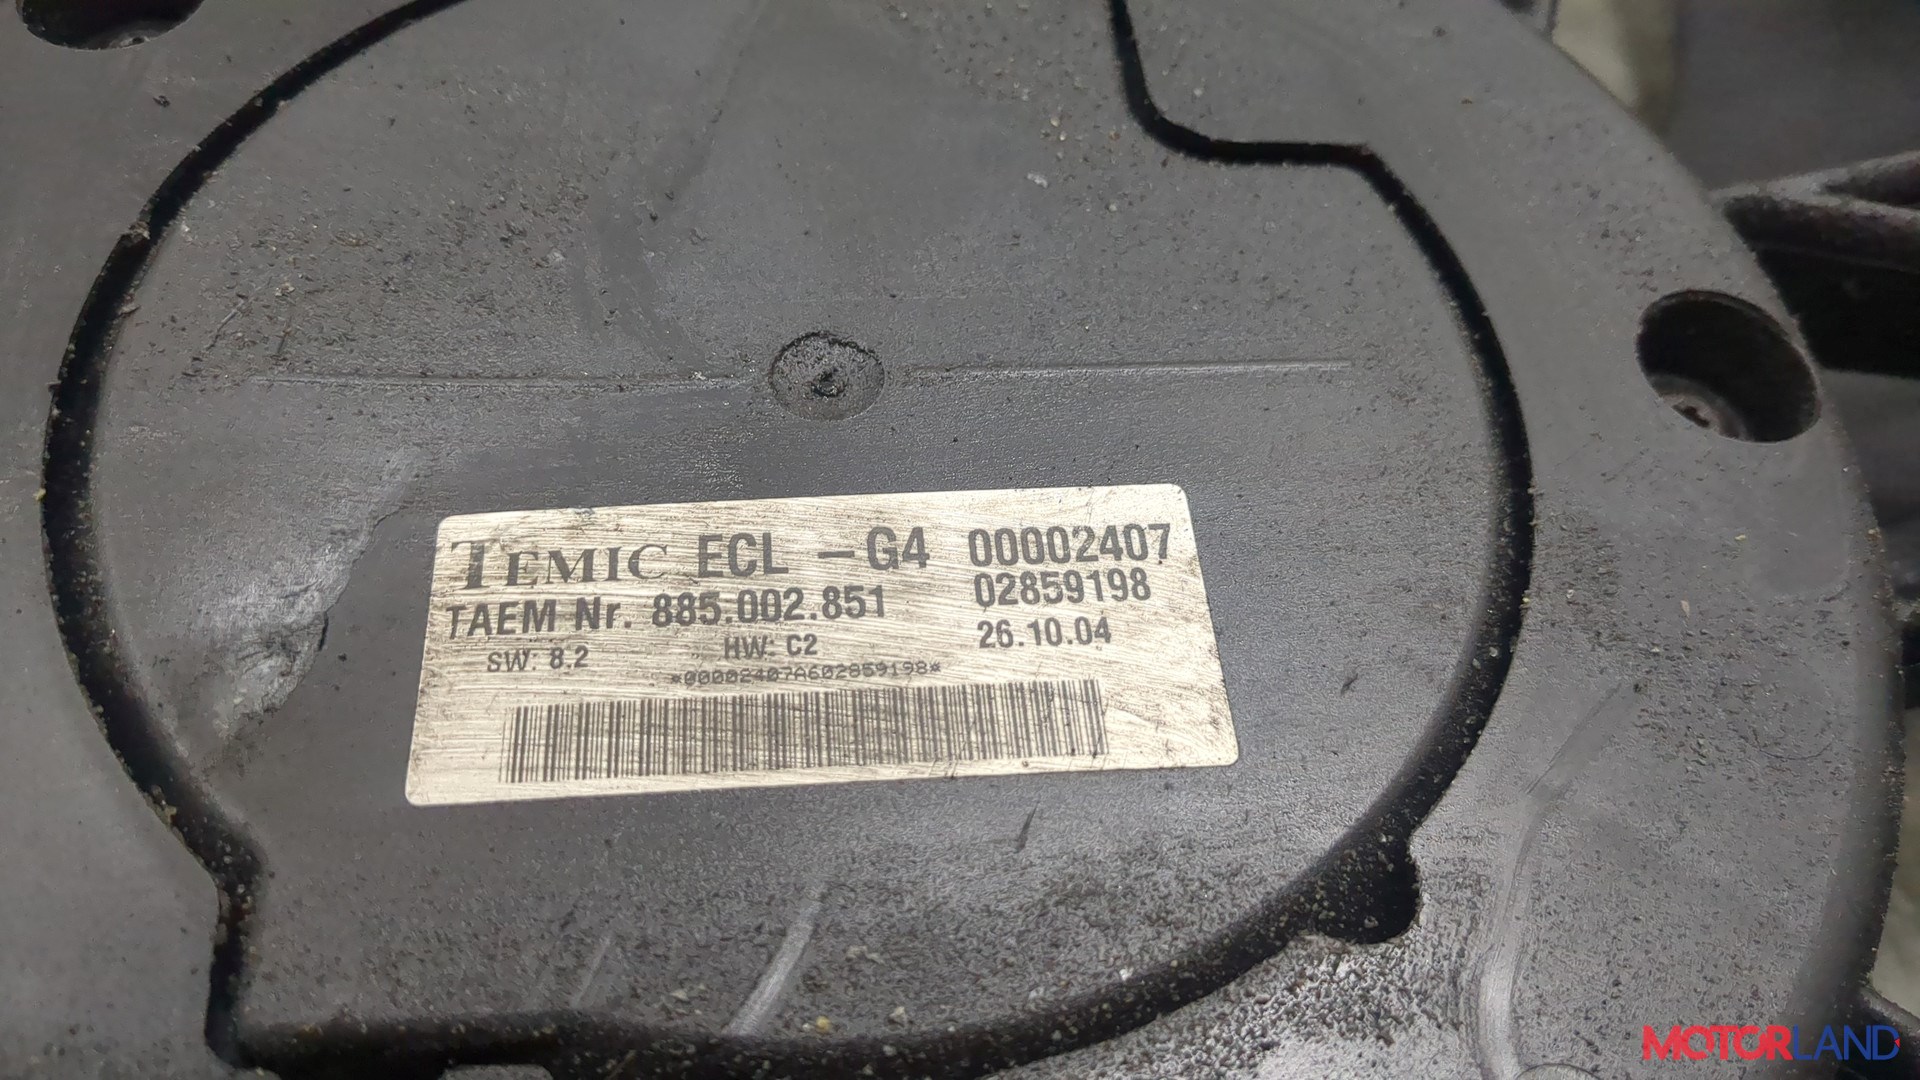 TEMIC ECL -G4 00002407
TAEM Nr. 885.002.851 02859198
SW: 8.2 HW: C2 26.10.04
*00002407A602859198*
MOTORLAND